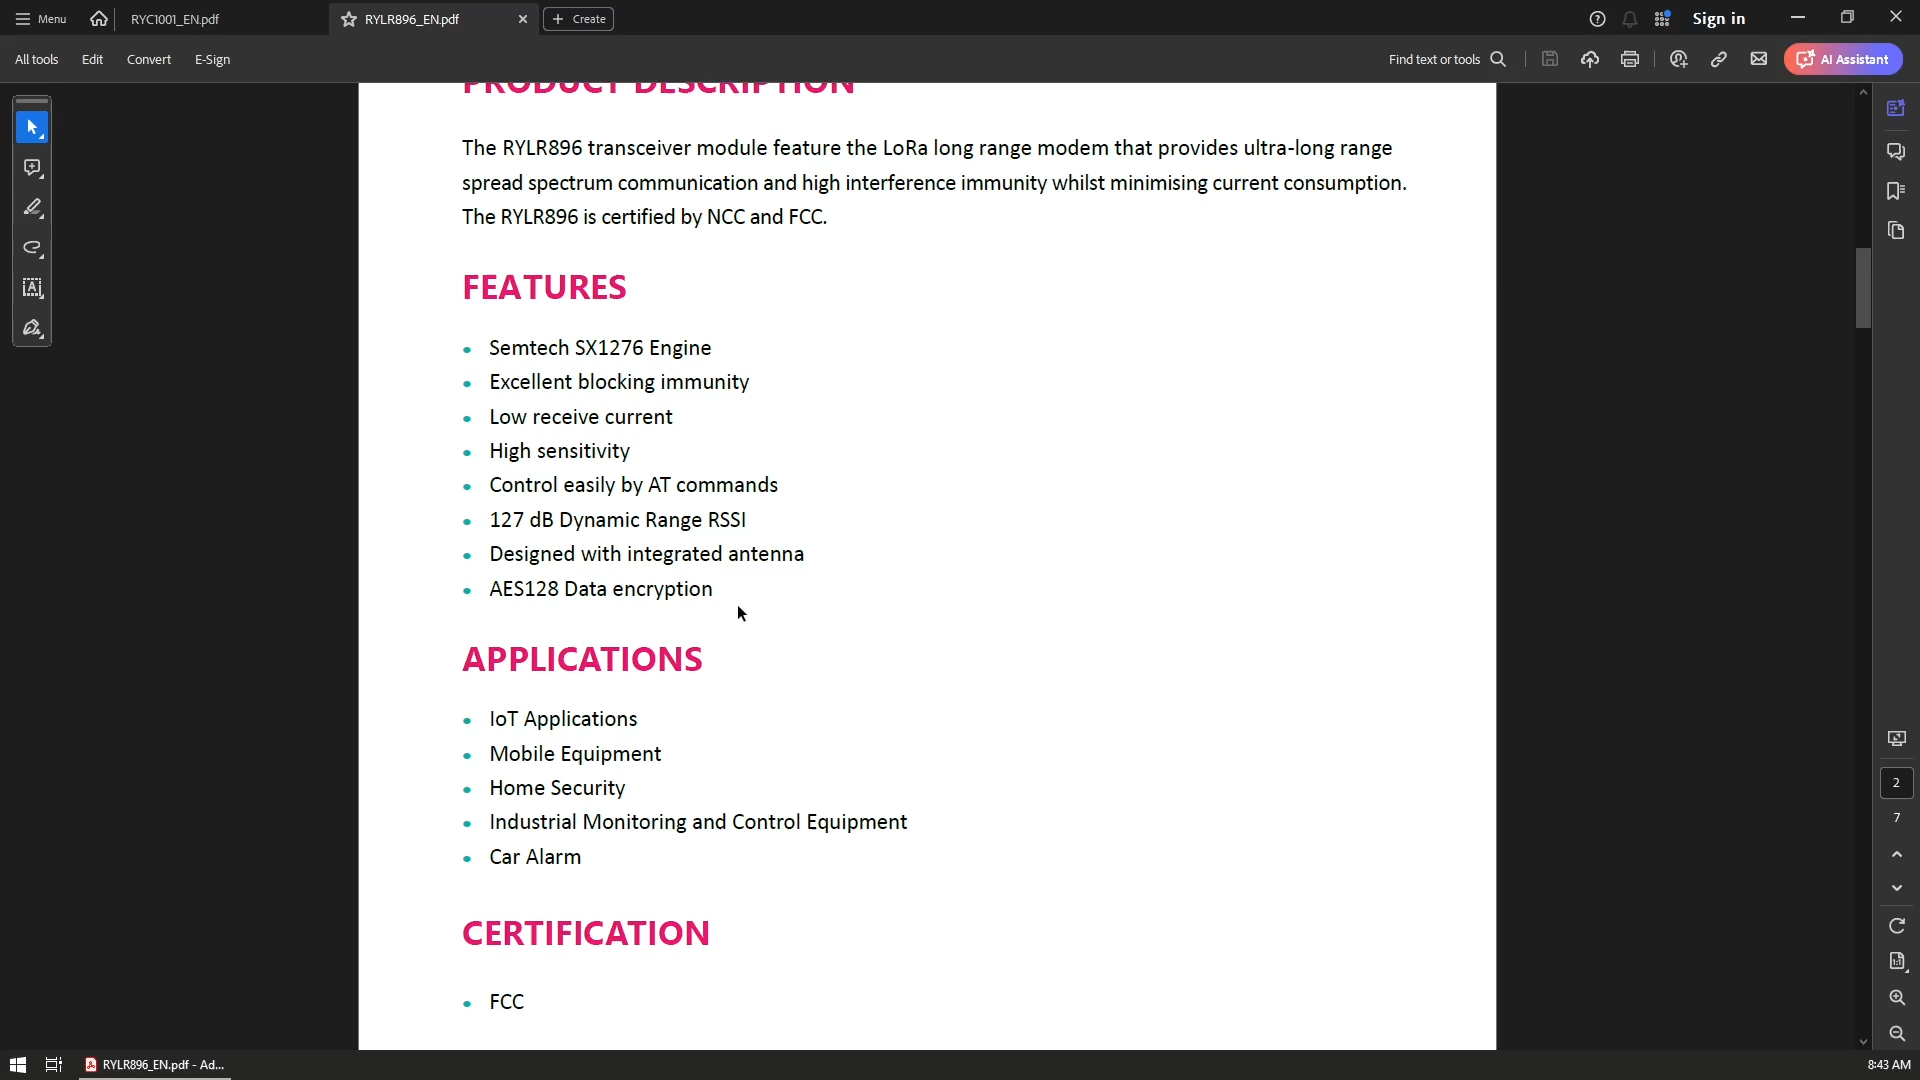 Menu
RYC1001_EN.pdf
RYLR896_EN.pdf
Create
Sign in
All tools
Edit
Convert
E-Sign
Find text or tools
AI Assistant
PRODUCT DESCRIPTION
The RYLR896 transceiver module feature the LoRa long range modem that provides ultra-long range
spread spectrum communication and high interference immunity whilst minimising current consumption.
The RYLR896 is certified by NCC and FCC.
FEATURES
• Semtech SX1276 Engine
• Excellent blocking immunity
• Low receive current
• High sensitivity
• Control easily by AT commands
• 127 dB Dynamic Range RSSI
• Designed with integrated antenna
• AES128 Data encryption
APPLICATIONS
• IoT Applications
• Mobile Equipment
• Home Security
• Industrial Monitoring and Control Equipment
• Car Alarm
CERTIFICATION
• FCC
2
7
RYLR896_EN.pdf - Ad...
8:43 AM